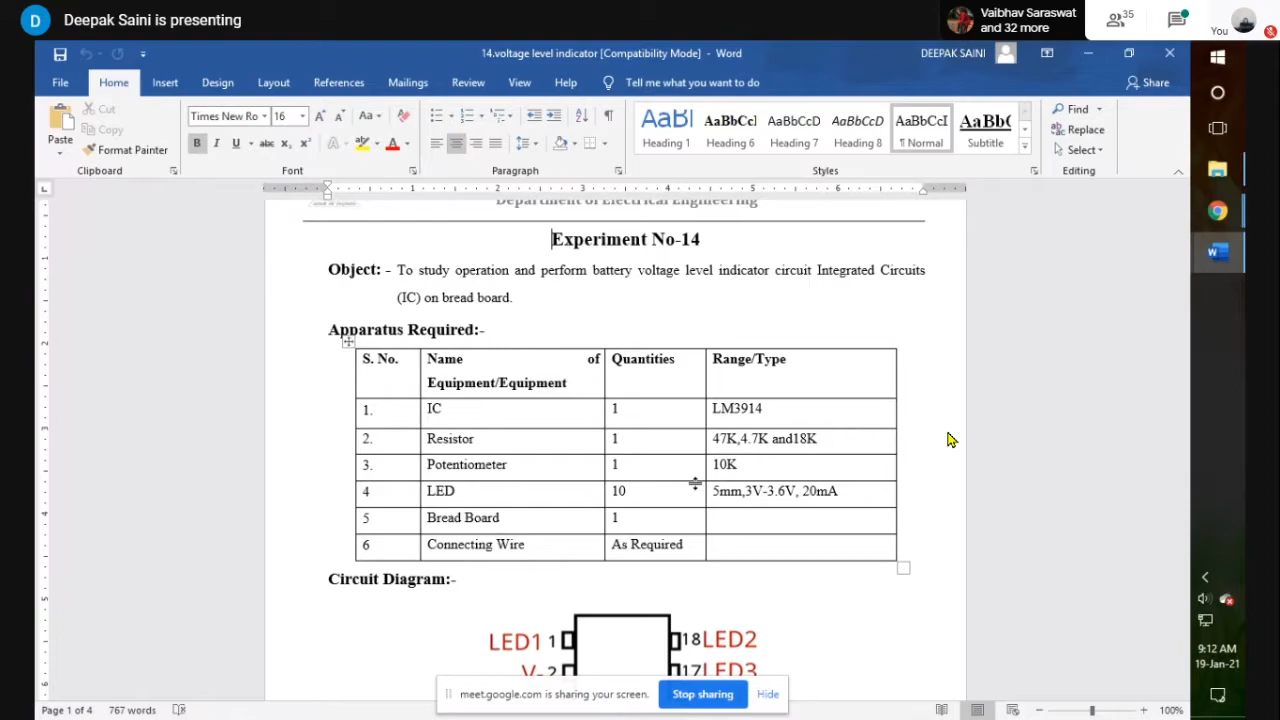 D Deepak Saini is presenting
Vaibhav Saraswat
and 32 more
35
You
14.voltage level indicator [Compatibility Mode] - Word
DEEPAK SAINI
File Home Insert Design Layout References Mailings Review View Help Tell me what you want to do Share
Paste
Cut
Copy
Format Painter
Clipboard
Times New Ro 16
Font
Paragraph
AaBbI AaBbCcI AaBbCcD AaBbCcD AaBbCcI AaBb(
Heading 1 Heading 6 Heading 7 Heading 8 ¶ Normal Subtitle
Styles
Find
Replace
Select
Editing
1 2 3 4 5 6
Department of Electrical Engineering
Experiment No-14
Object: - To study operation and perform battery voltage level indicator circuit Integrated Circuits
(IC) on bread board.
Apparatus Required:-
S. No. Name of Quantities Range/Type
Equipment/Equipment
1. IC 1 LM3914
2. Resistor 1 47K,4.7K and18K
3. Potentiometer 1 10K
4 LED 10 5mm,3V-3.6V, 20mA
5 Bread Board 1
6 Connecting Wire As Required
Circuit Diagram:-
LED1 1 18 LED2
V- 2 17 LED3
meet.google.com is sharing your screen. Stop sharing Hide
Page 1 of 4 767 words 100%
9:12 AM
19-Jan-21